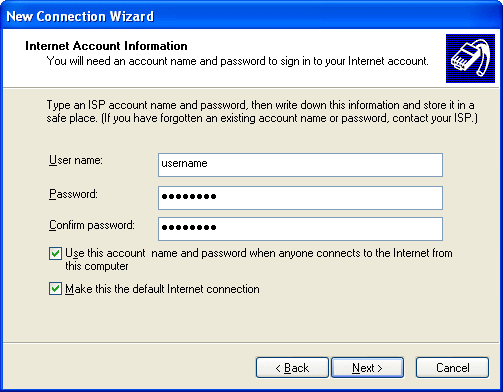 New Connection Wizard
Internet Account Information
You will need an account name and password to sign in to your Internet account.
Type an ISP account name and password, then write down this information and store it in a
safe place. (If you have forgotten an existing account name or password, contact your ISP.)
User name:
username
Password:
••••••••
Confirm password:
••••••••
Use this account  name and password when anyone connects to the Internet from
this computer
Make this the default Internet connection
< Back
Next >
Cancel